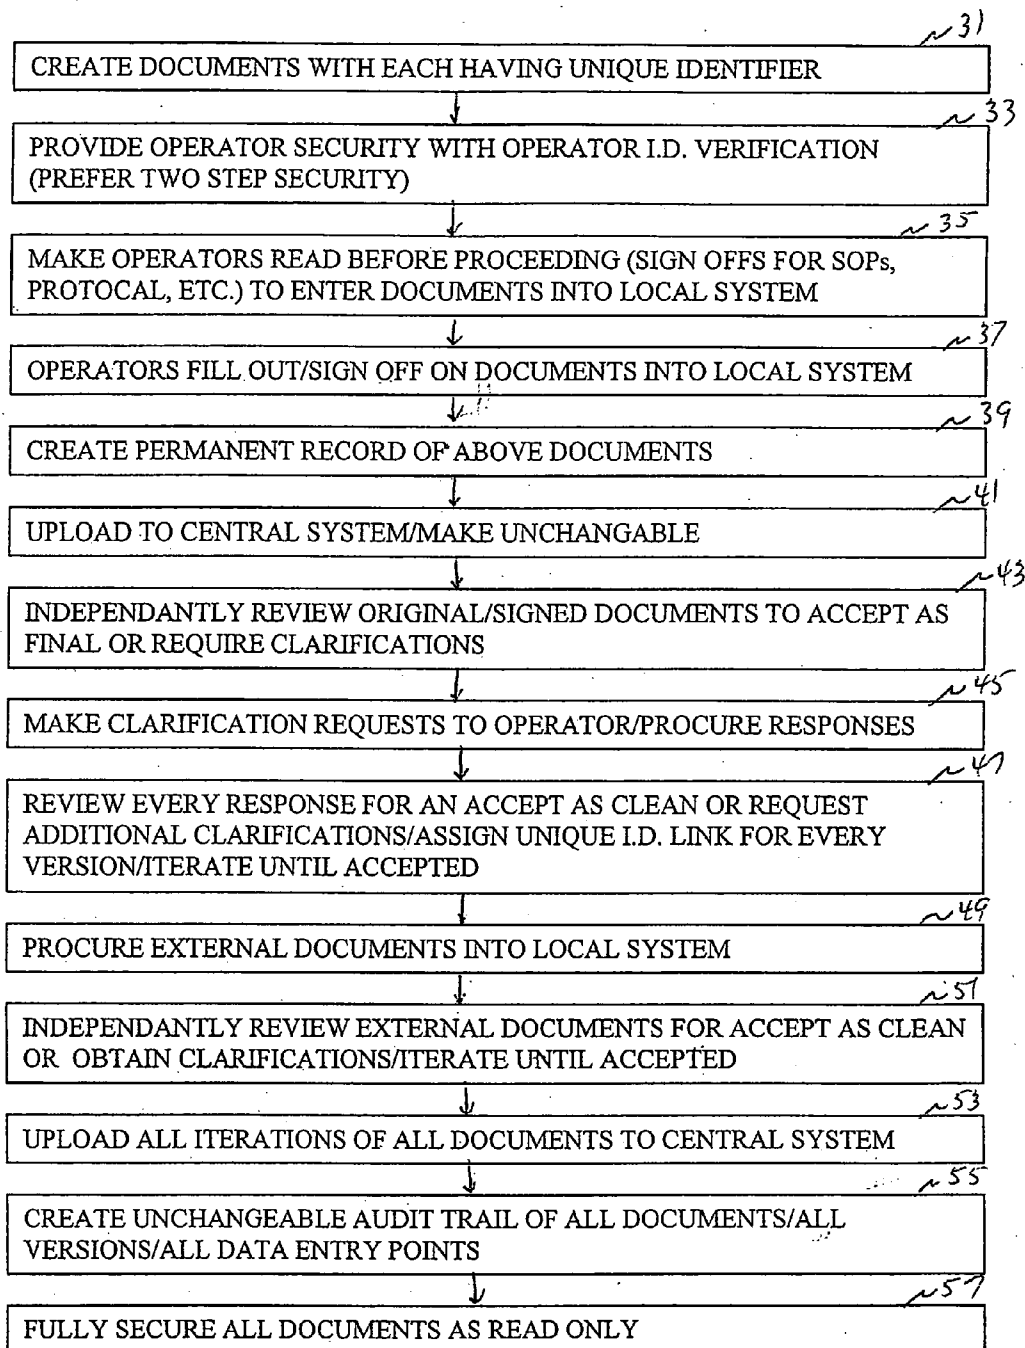 31
CREATE DOCUMENTS WITH EACH HAVING UNIQUE IDENTIFIER
33
PROVIDE OPERATOR SECURITY WITH OPERATOR I.D. VERIFICATION
(PREFER TWO STEP SECURITY)
35
MAKE OPERATORS READ BEFORE PROCEEDING (SIGN OFFS FOR SOPs,
PROTOCAL, ETC.) TO ENTER DOCUMENTS INTO LOCAL SYSTEM
37
OPERATORS FILL OUT/SIGN OFF ON DOCUMENTS INTO LOCAL SYSTEM
39
CREATE PERMANENT RECORD OF ABOVE DOCUMENTS
41
UPLOAD TO CENTRAL SYSTEM/MAKE UNCHANGABLE
43
INDEPENDANTLY REVIEW ORIGINAL/SIGNED DOCUMENTS TO ACCEPT AS
FINAL OR REQUIRE CLARIFICATIONS
45
MAKE CLARIFICATION REQUESTS TO OPERATOR/PROCURE RESPONSES
47
REVIEW EVERY RESPONSE FOR AN ACCEPT AS CLEAN OR REQUEST
ADDITIONAL CLARIFICATIONS/ASSIGN UNIQUE I.D. LINK FOR EVERY
VERSION/ITERATE UNTIL ACCEPTED
49
PROCURE EXTERNAL DOCUMENTS INTO LOCAL SYSTEM
51
INDEPENDANTLY REVIEW EXTERNAL DOCUMENTS FOR ACCEPT AS CLEAN
OR OBTAIN CLARIFICATIONS/ITERATE UNTIL ACCEPTED
53
UPLOAD ALL ITERATIONS OF ALL DOCUMENTS TO CENTRAL SYSTEM
55
CREATE UNCHANGEABLE AUDIT TRAIL OF ALL DOCUMENTS/ALL
VERSIONS/ALL DATA ENTRY POINTS
57
FULLY SECURE ALL DOCUMENTS AS READ ONLY